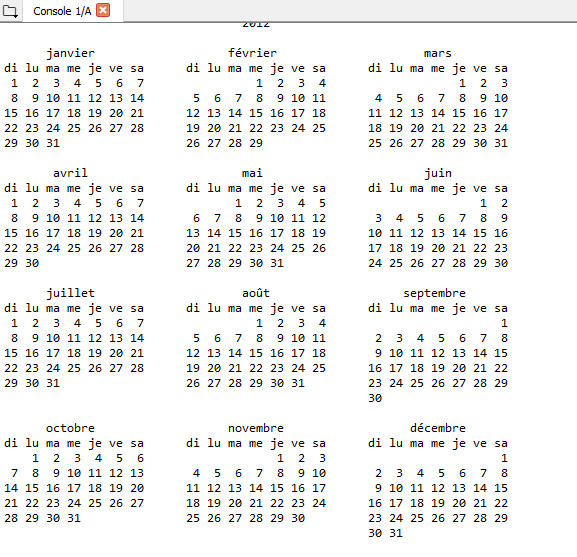 Console 1/A
2012
janvier février mars
di lu ma me je ve sa di lu ma me je ve sa di lu ma me je ve sa
1 2 3 4 5 6 7 1 2 3 4 1 2 3
8 9 10 11 12 13 14 5 6 7 8 9 10 11 4 5 6 7 8 9 10
15 16 17 18 19 20 21 12 13 14 15 16 17 18 11 12 13 14 15 16 17
22 23 24 25 26 27 28 19 20 21 22 23 24 25 18 19 20 21 22 23 24
29 30 31 26 27 28 29 25 26 27 28 29 30 31
avril mai juin
di lu ma me je ve sa di lu ma me je ve sa di lu ma me je ve sa
1 2 3 4 5 6 7 1 2 3 4 5 1 2
8 9 10 11 12 13 14 6 7 8 9 10 11 12 3 4 5 6 7 8 9
15 16 17 18 19 20 21 13 14 15 16 17 18 19 10 11 12 13 14 15 16
22 23 24 25 26 27 28 20 21 22 23 24 25 26 17 18 19 20 21 22 23
29 30 27 28 29 30 31 24 25 26 27 28 29 30
juillet août septembre
di lu ma me je ve sa di lu ma me je ve sa di lu ma me je ve sa
1 2 3 4 5 6 7 1 2 3 4 1
8 9 10 11 12 13 14 5 6 7 8 9 10 11 2 3 4 5 6 7 8
15 16 17 18 19 20 21 12 13 14 15 16 17 18 9 10 11 12 13 14 15
22 23 24 25 26 27 28 19 20 21 22 23 24 25 16 17 18 19 20 21 22
29 30 31 26 27 28 29 30 31 23 24 25 26 27 28 29
30
octobre novembre décembre
di lu ma me je ve sa di lu ma me je ve sa di lu ma me je ve sa
1 2 3 4 5 6 1 2 3 1
7 8 9 10 11 12 13 4 5 6 7 8 9 10 2 3 4 5 6 7 8
14 15 16 17 18 19 20 11 12 13 14 15 16 17 9 10 11 12 13 14 15
21 22 23 24 25 26 27 18 19 20 21 22 23 24 16 17 18 19 20 21 22
28 29 30 31 25 26 27 28 29 30 23 24 25 26 27 28 29
30 31